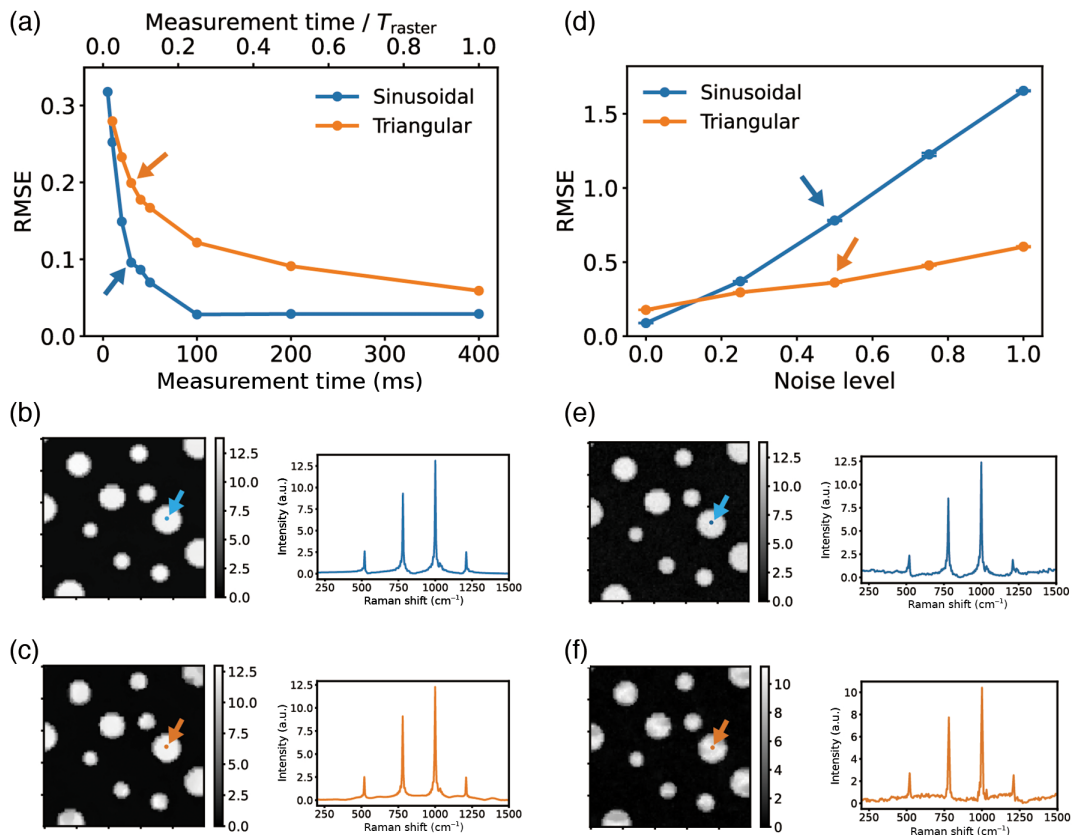 (a)
Measurement time / T_raster
0.0 0.5 1.0
RMSE
0.3
0.2
0.1
0.0
Sinusoidal
Triangular
0 100 200 300 400
Measurement time (ms)
(d)
RMSE
1.5
1.0
0.5
0.0
Sinusoidal
Triangular
0.0 0.2 0.4 0.6 0.8 1.0
Noise level
(b)
12.5
10.0
7.5
5.0
2.5
0.0
Intensity (a.u.)
12.5
10.0
7.5
5.0
2.5
0.0
250 500 750 1000 1250 1500
Raman shift (cm⁻¹)
(e)
12.5
10.0
7.5
5.0
2.5
0.0
Intensity (a.u.)
12.5
10.0
7.5
5.0
2.5
0.0
250 500 750 1000 1250 1500
Raman shift (cm⁻¹)
(c)
12.5
10.0
7.5
5.0
2.5
0.0
Intensity (a.u.)
12.5
10.0
7.5
5.0
2.5
0.0
250 500 750 1000 1250 1500
Raman shift (cm⁻¹)
(f)
10
8
6
4
2
0
Intensity (a.u.)
10
8
6
4
2
0
250 500 750 1000 1250 1500
Raman shift (cm⁻¹)